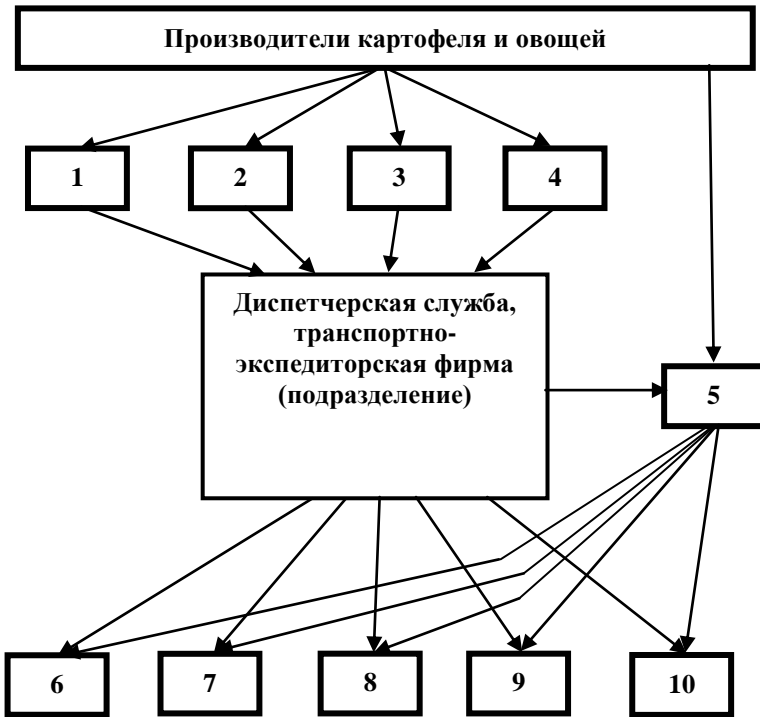 Производители картофеля и овощей
1
2
3
4
Диспетчерская служба,
транспортно-
экспедиторская фирма
(подразделение)
5
6
7
8
9
10